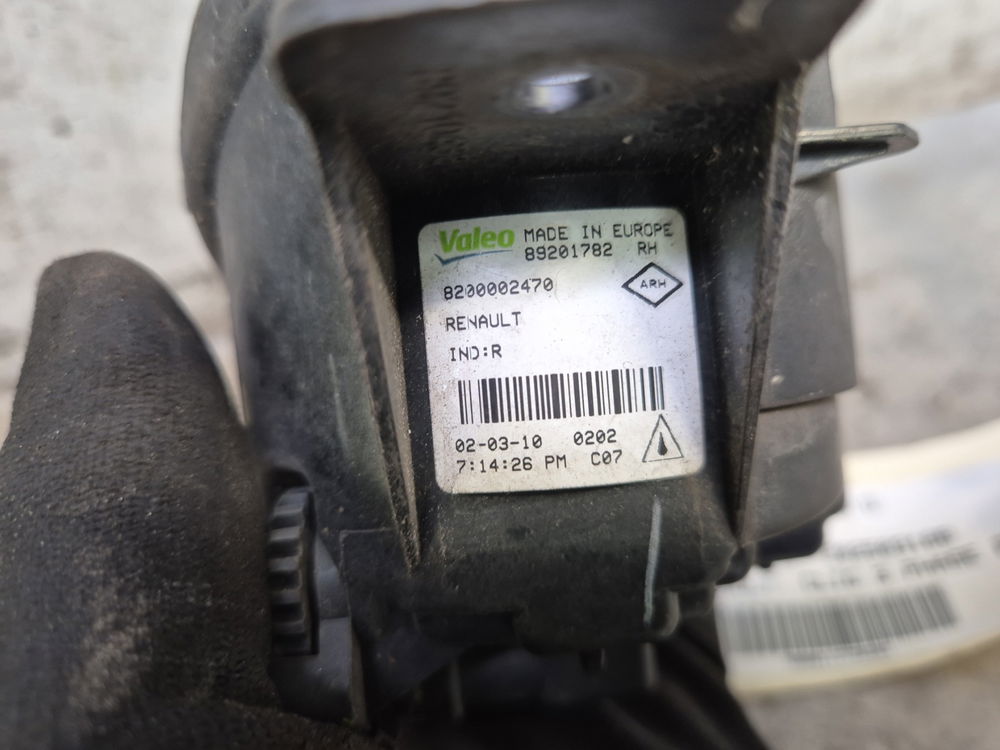 Valeo MADE IN EUROPE
89201782 RH
8200002470
ARH
RENAULT
IND:R
02-03-10 0202
7:14:26 PM C07